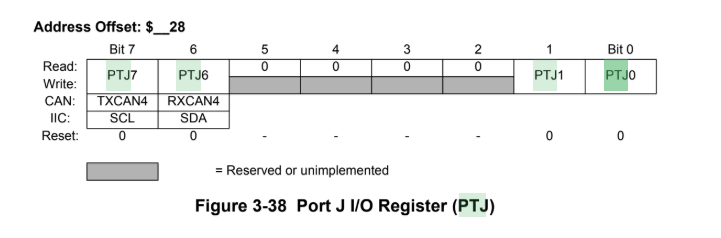 Address Offset: $__28
Bit 7 6 5 4 3 2 1 Bit 0
Read: PTJ7 PTJ6 0 0 0 0 PTJ1 PTJ0
Write:
CAN: TXCAN4 RXCAN4
IIC: SCL SDA
Reset: 0 0 - - - - 0 0
= Reserved or unimplemented
Figure 3-38 Port J I/O Register (PTJ)